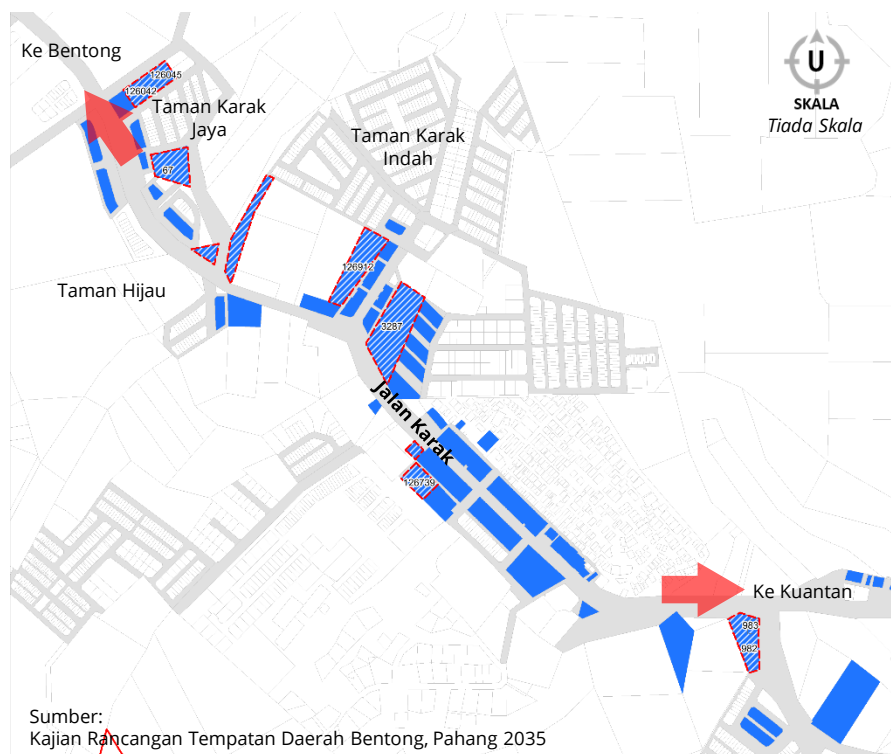 Ke Bentong
126045
126042
Taman Karak
Jaya
U
SKALA
Tiada Skala
Taman Karak
Indah
67
126912
Taman Hijau
3287
Jalan Karak
126739
Ke Kuantan
983
982
Sumber:
Kajian Rancangan Tempatan Daerah Bentong, Pahang 2035